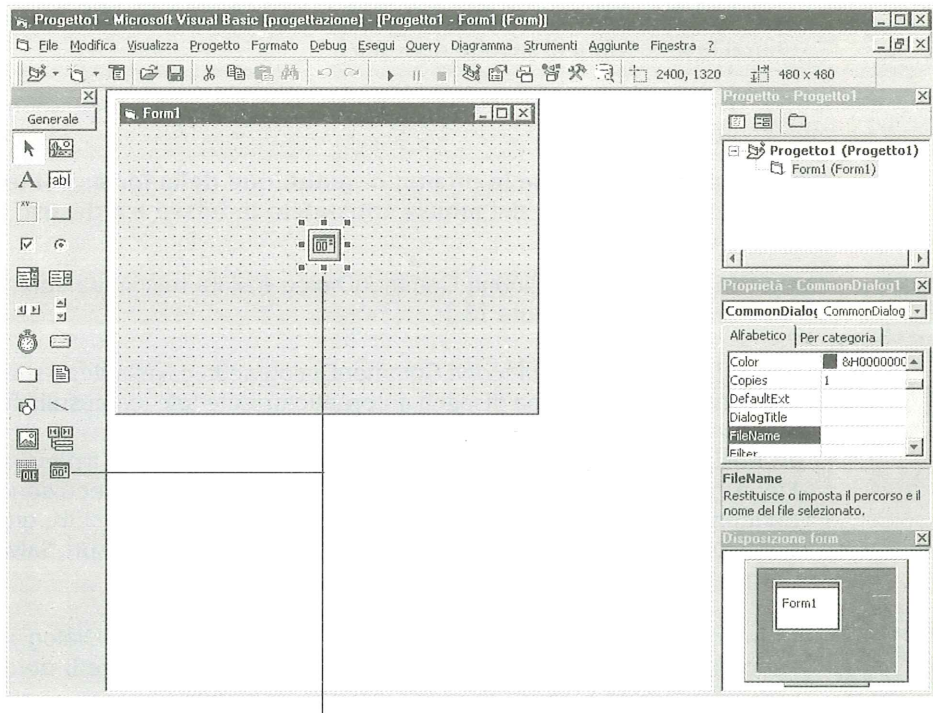 Progetto1 - Microsoft Visual Basic [progettazione] - [Progetto1 - Form1 (Form)]
File Modifica Visualizza Progetto Formato Debug Esegui Query Diagramma Strumenti Aggiunte Finestra ?
2400, 1320 480 x 480
Generale
A ab
XY
Form1
Progetto - Progetto1
Progetto1 (Progetto1)
Form1 (Form1)
Proprietà - CommonDialog1
CommonDialog CommonDialog
Alfabetico Per categoria
Color &H0000000C
Copies 1
DefaultExt
DialogTitle
FileName
Filter
FileName
Restituisce o imposta il percorso e il
nome del file selezionato.
Disposizione form
Form1